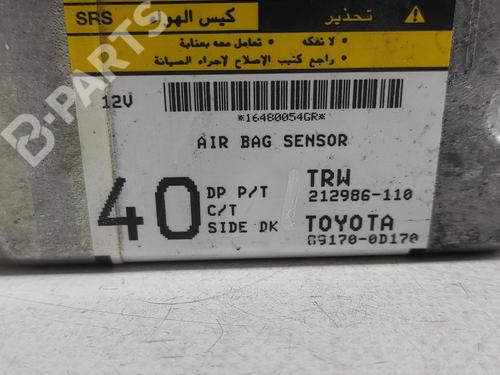 SRS كيس الهواء تحذير
• لا تفكه • تعامل معه بعناية
• راجع كتيب الإصلاح لاجراء الصيانة
12V
*16480054GR*
AIR BAG SENSOR
40
DP P/T
C/T
SIDE DK
TRW
212986-110
TOYOTA
89170-0D170
B-PARTS